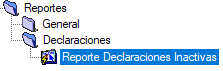 Reportes
General
Declaraciones
Reporte Declaraciones Inactivas